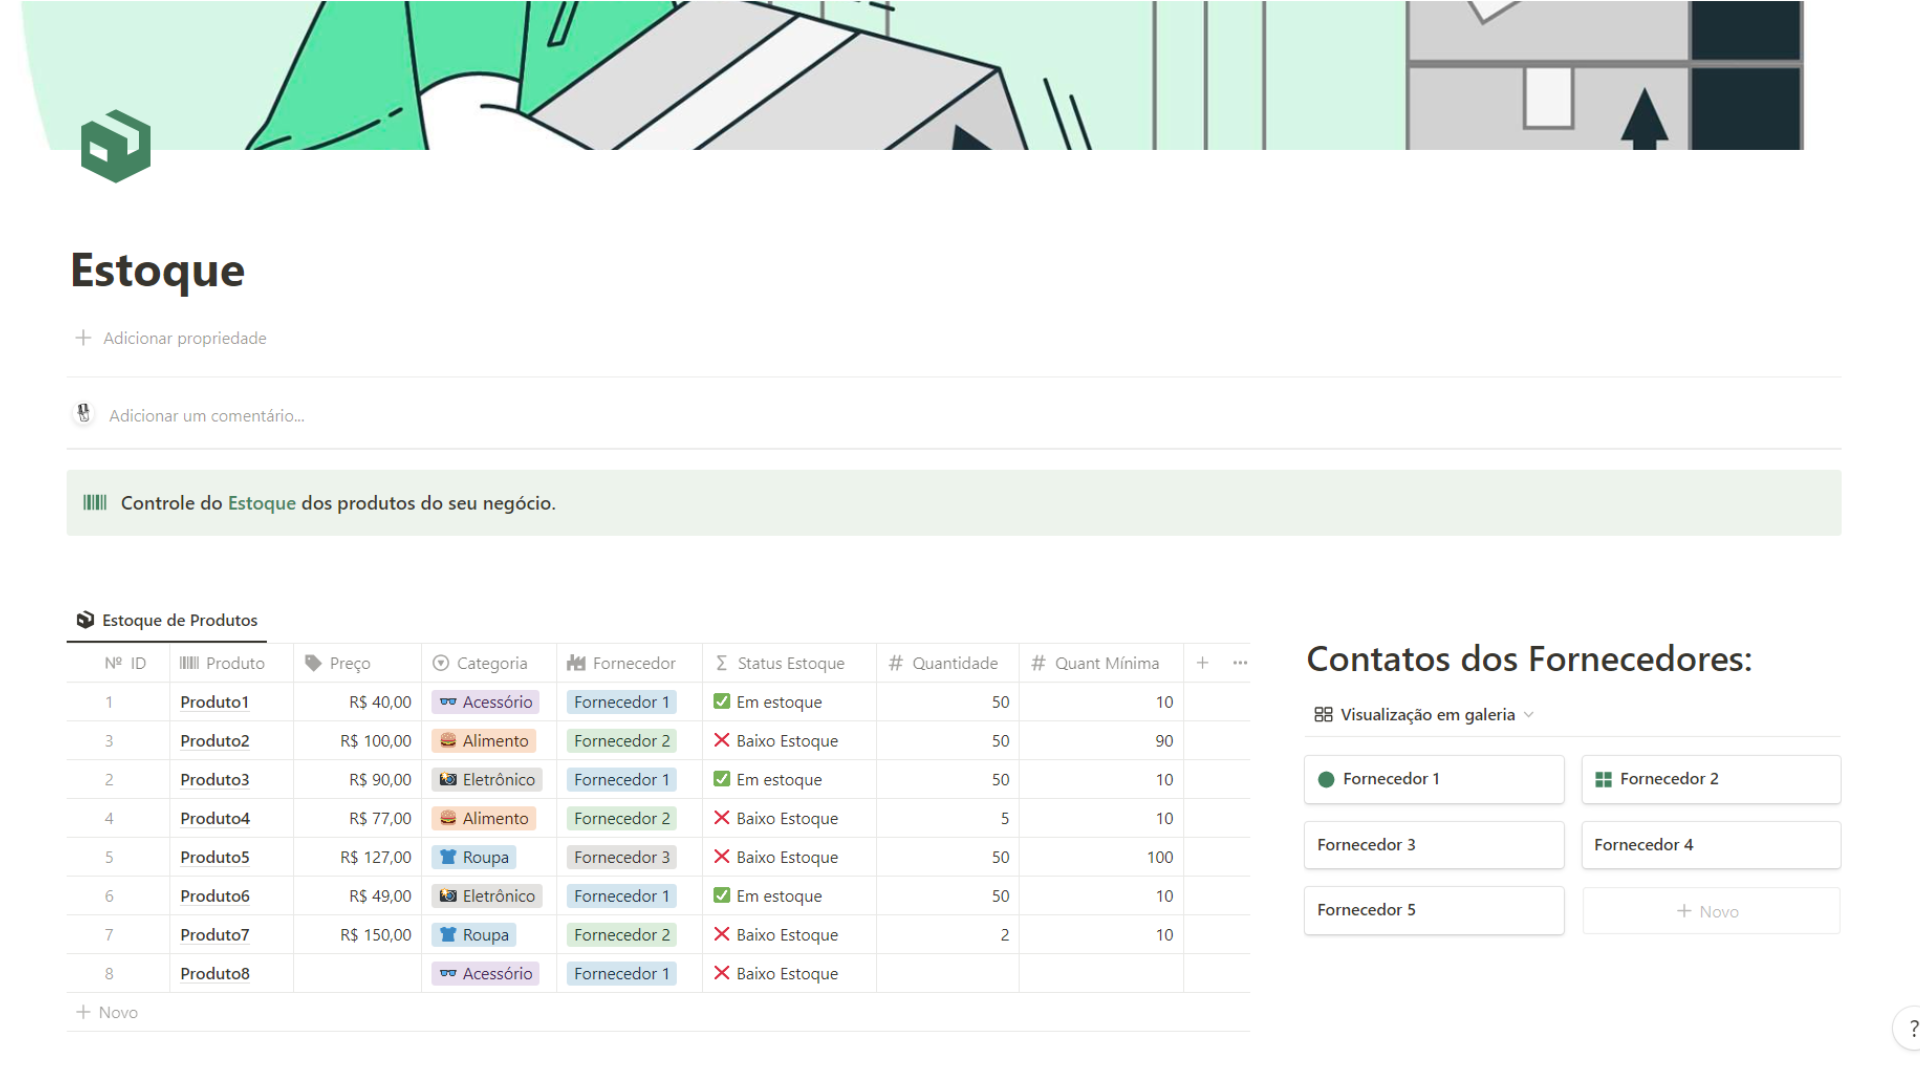 Estoque
Adicionar propriedade
Adicionar um comentário...
Controle do Estoque dos produtos do seu negócio.
Estoque de Produtos
Nº ID Produto Preço Categoria Fornecedor Σ Status Estoque # Quantidade # Quant Mínima + ...
1 Produto1 R$ 40,00 Acessório Fornecedor 1 Em estoque 50 10
3 Produto2 R$ 100,00 Alimento Fornecedor 2 Baixo Estoque 50 90
2 Produto3 R$ 90,00 Eletrônico Fornecedor 1 Em estoque 50 10
4 Produto4 R$ 77,00 Alimento Fornecedor 2 Baixo Estoque 5 10
5 Produto5 R$ 127,00 Roupa Fornecedor 3 Baixo Estoque 50 100
6 Produto6 R$ 49,00 Eletrônico Fornecedor 1 Em estoque 50 10
7 Produto7 R$ 150,00 Roupa Fornecedor 2 Baixo Estoque 2 10
8 Produto8 Acessório Fornecedor 1 Baixo Estoque
+ Novo
Contatos dos Fornecedores:
Visualização em galeria
Fornecedor 1 Fornecedor 2
Fornecedor 3 Fornecedor 4
Fornecedor 5 + Novo
?